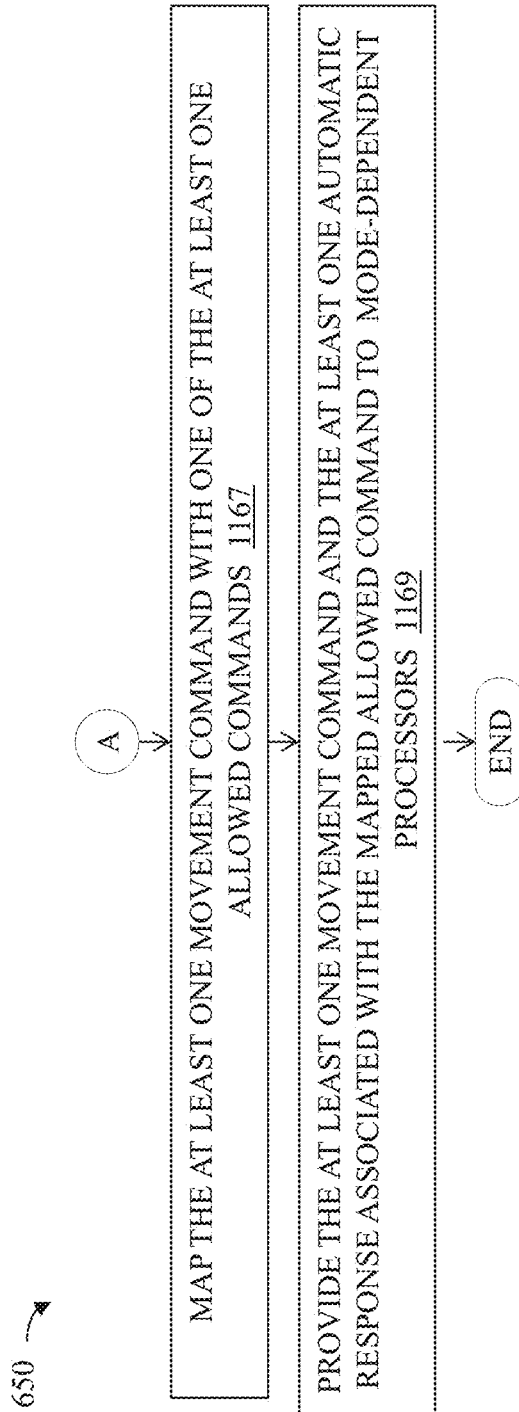 650
A
MAP THE AT LEAST ONE MOVEMENT COMMAND WITH ONE OF THE AT LEAST ONE
ALLOWED COMMANDS 1167
PROVIDE THE AT LEAST ONE MOVEMENT COMMAND AND THE AT LEAST ONE AUTOMATIC
RESPONSE ASSOCIATED WITH THE MAPPED ALLOWED COMMAND TO MODE-DEPENDENT
PROCESSORS 1169
END